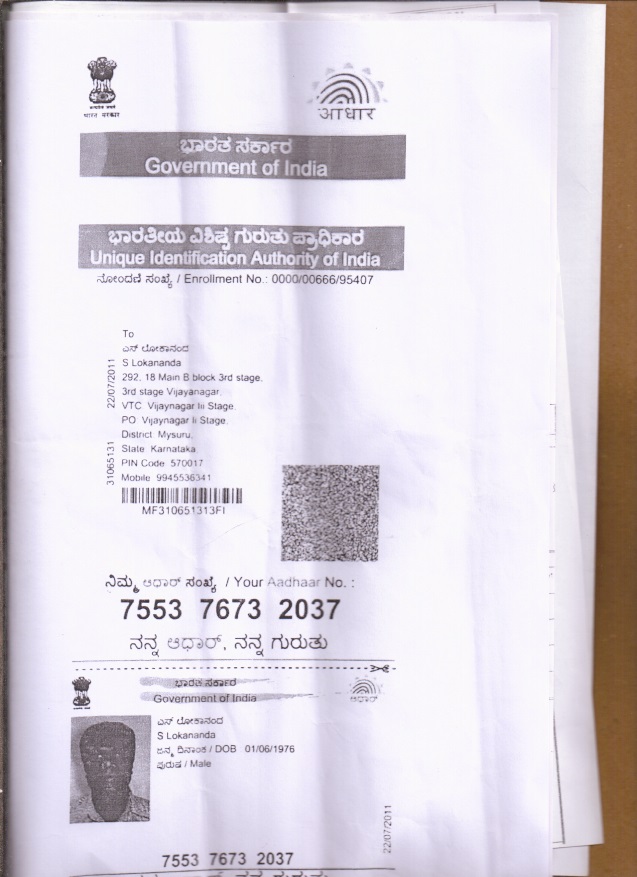 भारत सरकार
आधार
ಭಾರತ ಸರ್ಕಾರ
Government of India
ಭಾರತೀಯ ವಿಶಿಷ್ಟ ಗುರುತು ಪ್ರಾಧಿಕಾರ
Unique Identification Authority of India
ನೋಂದಣಿ ಸಂಖ್ಯೆ / Enrollment No.: 0000/00666/95407
To
ಎಸ್ ಲೋಕಾನಂದ
S Lokananda
292, 18 Main B block 3rd stage,
3rd stage Vijayanagar,
VTC Vijaynagar Iii Stage,
PO Vijaynagar Ii Stage,
District Mysuru,
State Karnataka
PIN Code 570017
Mobile 9945536341
22/07/2011
31065131
MF310651313FI
ನಿಮ್ಮ ಆಧಾರ್ ಸಂಖ್ಯೆ / Your Aadhaar No. :
7553 7673 2037
ನನ್ನ ಆಧಾರ್, ನನ್ನ ಗುರುತು
ಭಾರತ ಸರ್ಕಾರ
Government of India
ಎಸ್ ಲೋಕಾನಂದ
S Lokananda
ಜನ್ಮ ದಿನಾಂಕ / DOB 01/06/1976
ಪುರುಷ / Male
22/07/2011
7553 7673 2037